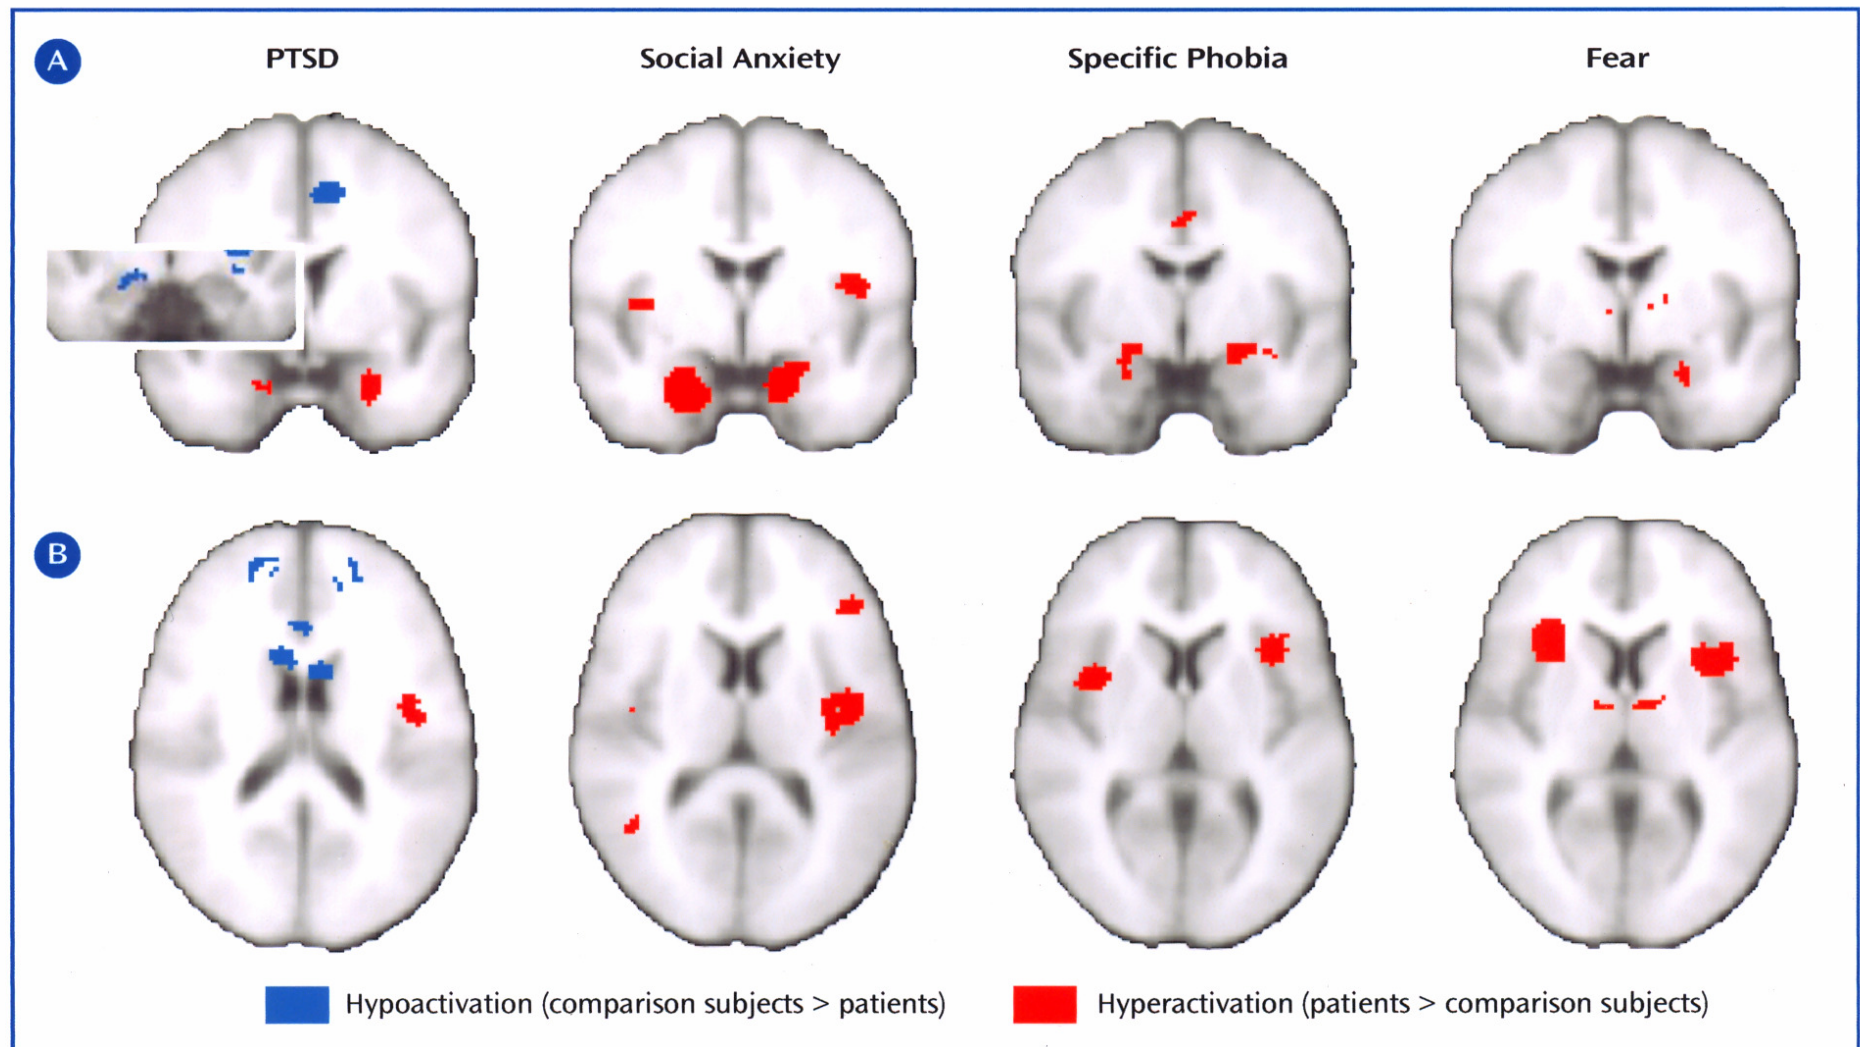 A
PTSD
Social Anxiety
Specific Phobia
Fear
B
Hypoactivation (comparison subjects > patients)
Hyperactivation (patients > comparison subjects)